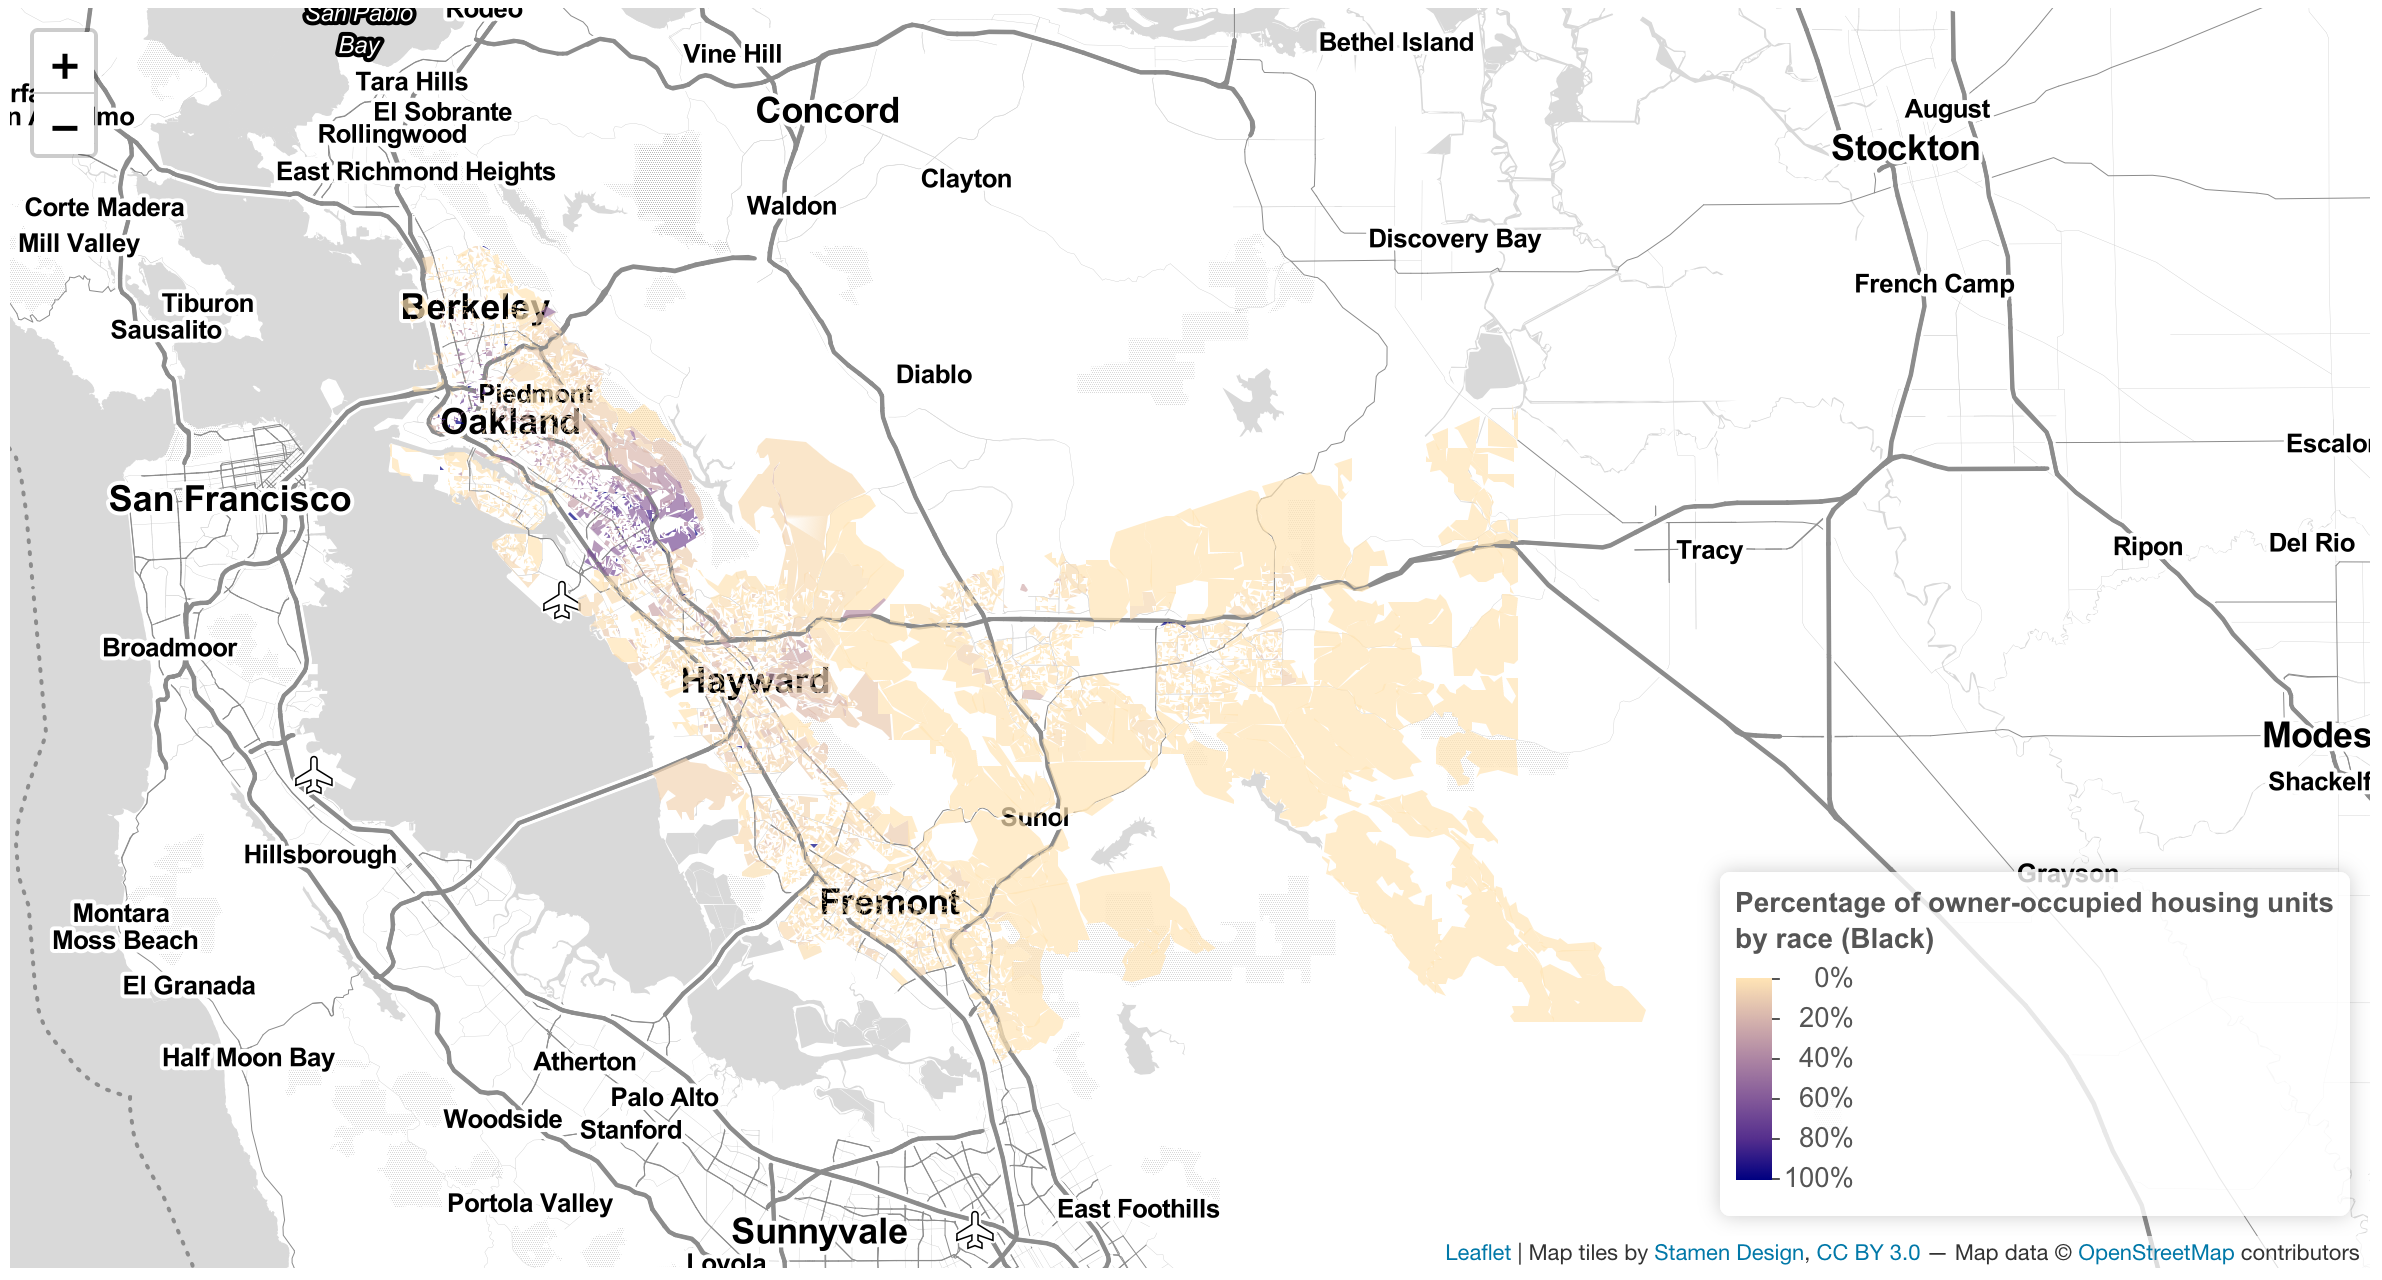 San Pablo
Bay
Rodeo
+
−
Vine Hill
Bethel Island
Tara Hills
El Sobrante
Rollingwood
Concord
August
Stockton
East Richmond Heights
Clayton
Waldon
Corte Madera
Mill Valley
Discovery Bay
French Camp
Tiburon
Sausalito
Berkeley
Diablo
Piedmont
Oakland
San Francisco
Tracy
Ripon
Del Rio
Broadmoor
Hayward
Sunol
Hillsborough
Fremont
Grayson
Montara
Moss Beach
El Granada
Half Moon Bay
Atherton
Palo Alto
Woodside
Stanford
Portola Valley
Sunnyvale
East Foothills
Loyola
Percentage of owner-occupied housing units
by race (Black)
0%
20%
40%
60%
80%
100%
Leaflet | Map tiles by Stamen Design, CC BY 3.0 — Map data © OpenStreetMap contributors